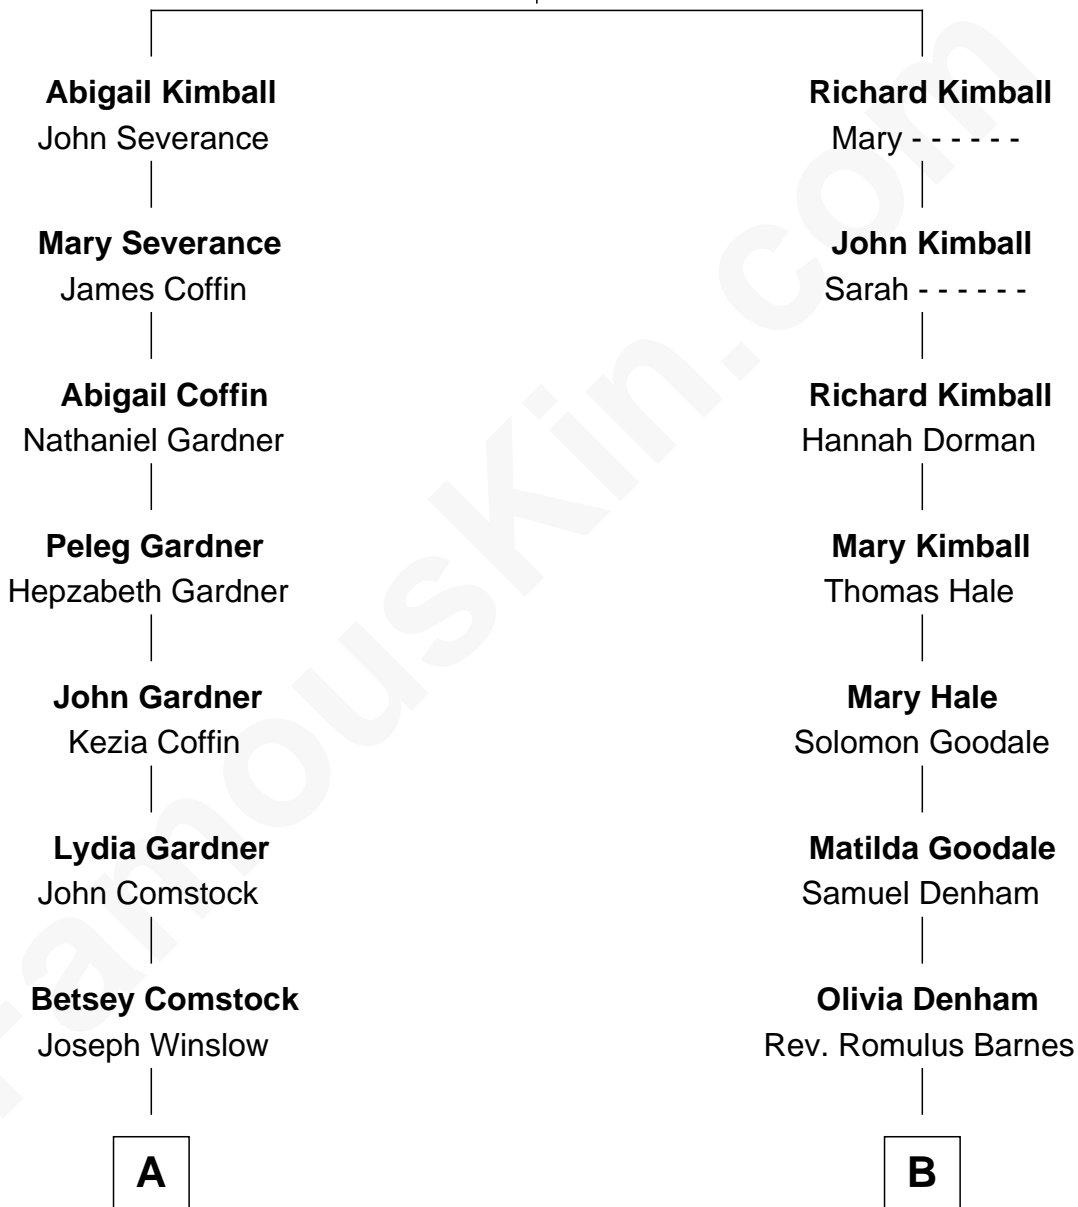 Abigail Kimball
John Severance
Richard Kimball
Mary - - - - - -
Mary Severance
James Coffin
John Kimball
Sarah - - - - - -
Abigail Coffin
Nathaniel Gardner
Richard Kimball
Hannah Dorman
Peleg Gardner
Hepzabeth Gardner
Mary Kimball
Thomas Hale
John Gardner
Kezia Coffin
Mary Hale
Solomon Goodale
Lydia Gardner
John Comstock
Matilda Goodale
Samuel Denham
Betsey Comstock
Joseph Winslow
Olivia Denham
Rev. Romulus Barnes
A
B
FamousKin.com